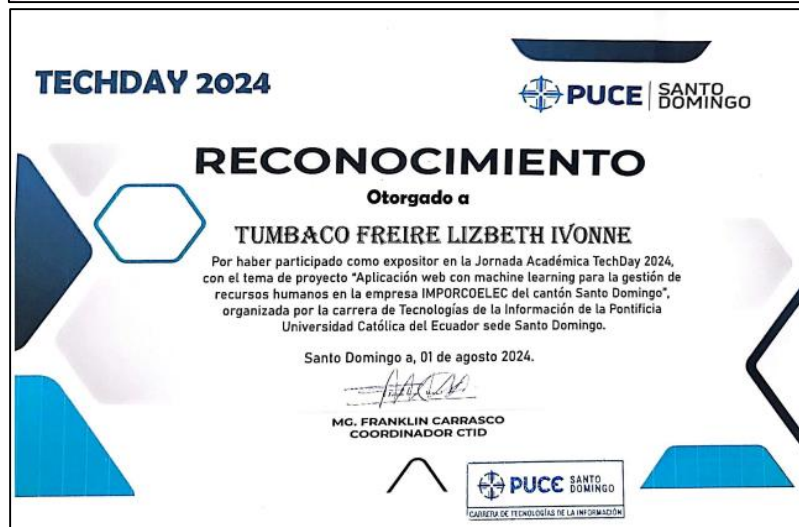 TECHDAY 2024
PUCE SANTO
DOMINGO
RECONOCIMIENTO
Otorgado a
TUMBACO FREIRE LIZBETH IVONNE
Por haber participado como expositor en la Jornada Académica TechDay 2024,
con el tema de proyecto "Aplicación web con machine learning para la gestión de
recursos humanos en la empresa IMPORCOELEC del cantón Santo Domingo",
organizada por la carrera de Tecnologías de la Información de la Pontificia
Universidad Católica del Ecuador sede Santo Domingo.
Santo Domingo a, 01 de agosto 2024.
MG. FRANKLIN CARRASCO
COORDINADOR CTID
PUCE SANTO
DOMINGO
CARRERA DE TECNOLOGÍAS DE LA INFORMACIÓN